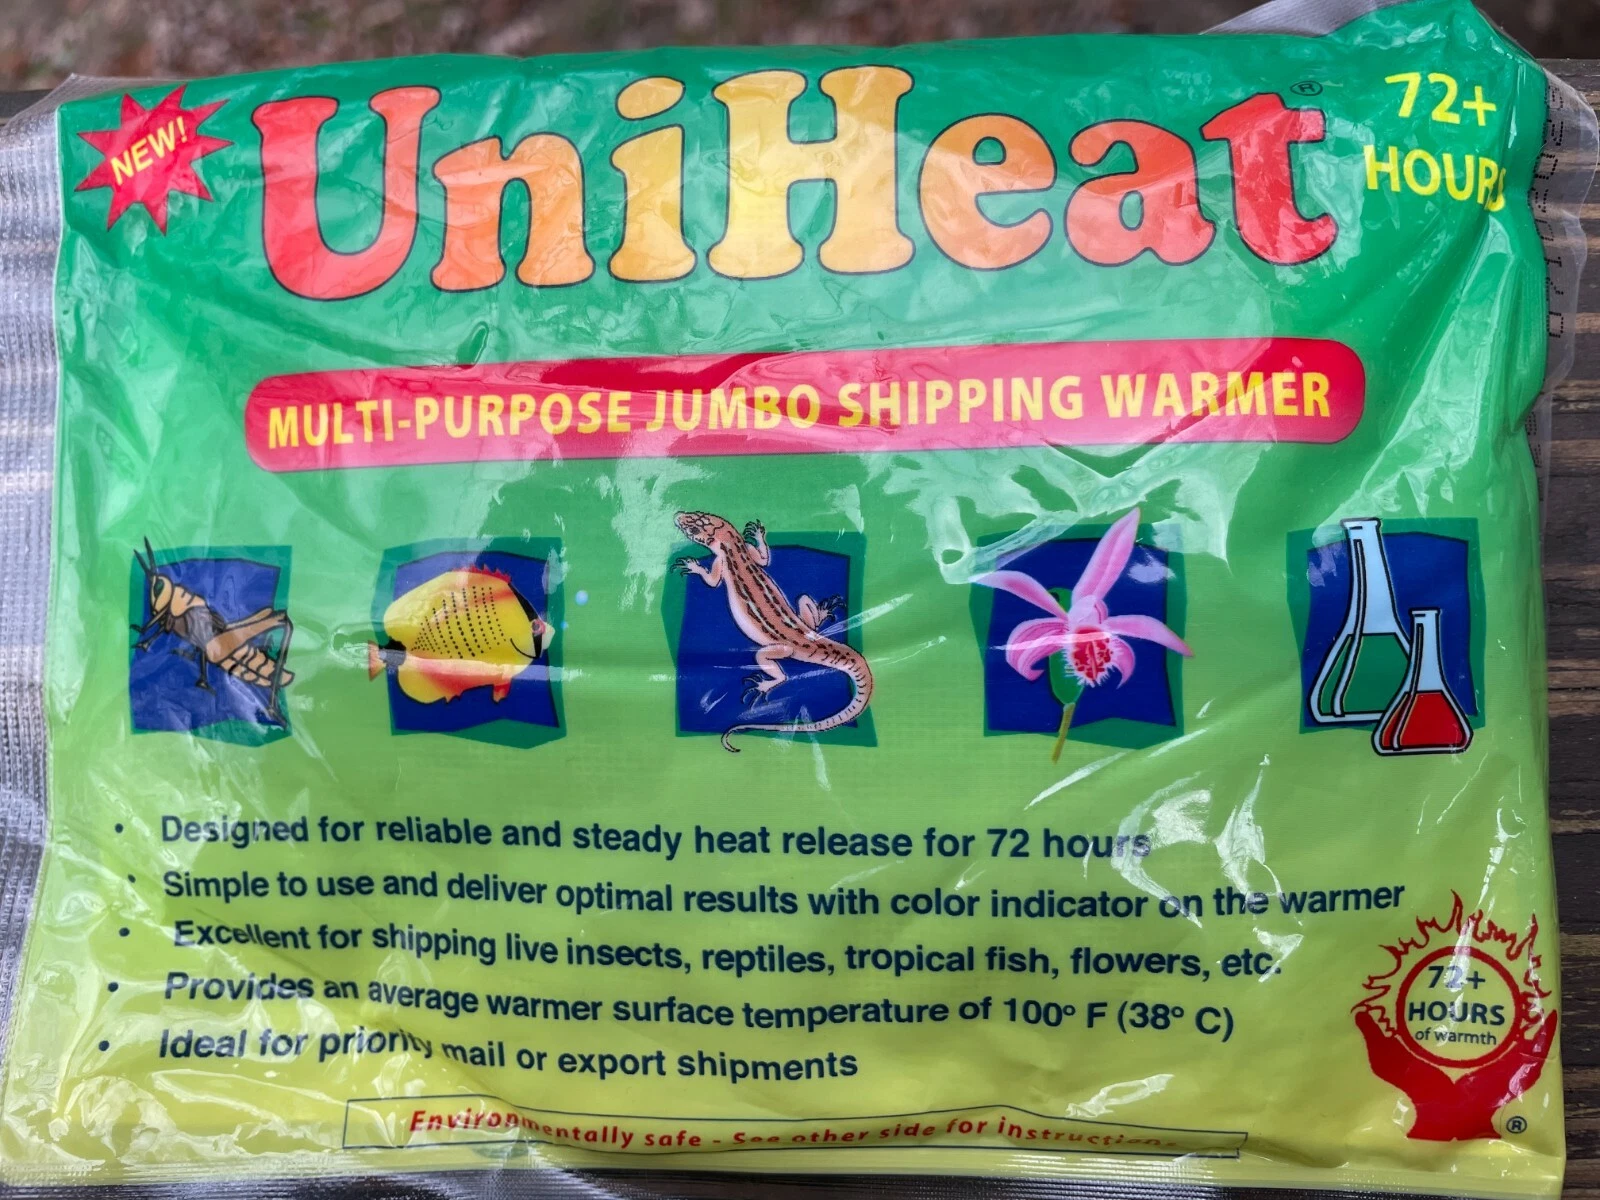 NEW!
UniHeat®
72+
HOURS
MULTI-PURPOSE JUMBO SHIPPING WARMER
• Designed for reliable and steady heat release for 72 hours
• Simple to use and deliver optimal results with color indicator on the warmer
• Excellent for shipping live insects, reptiles, tropical fish, flowers, etc.
• Provides an average warmer surface temperature of 100° F (38° C)
• Ideal for priority mail or export shipments
72+
HOURS
of warmth
®
Environmentally safe - See other side for instructions